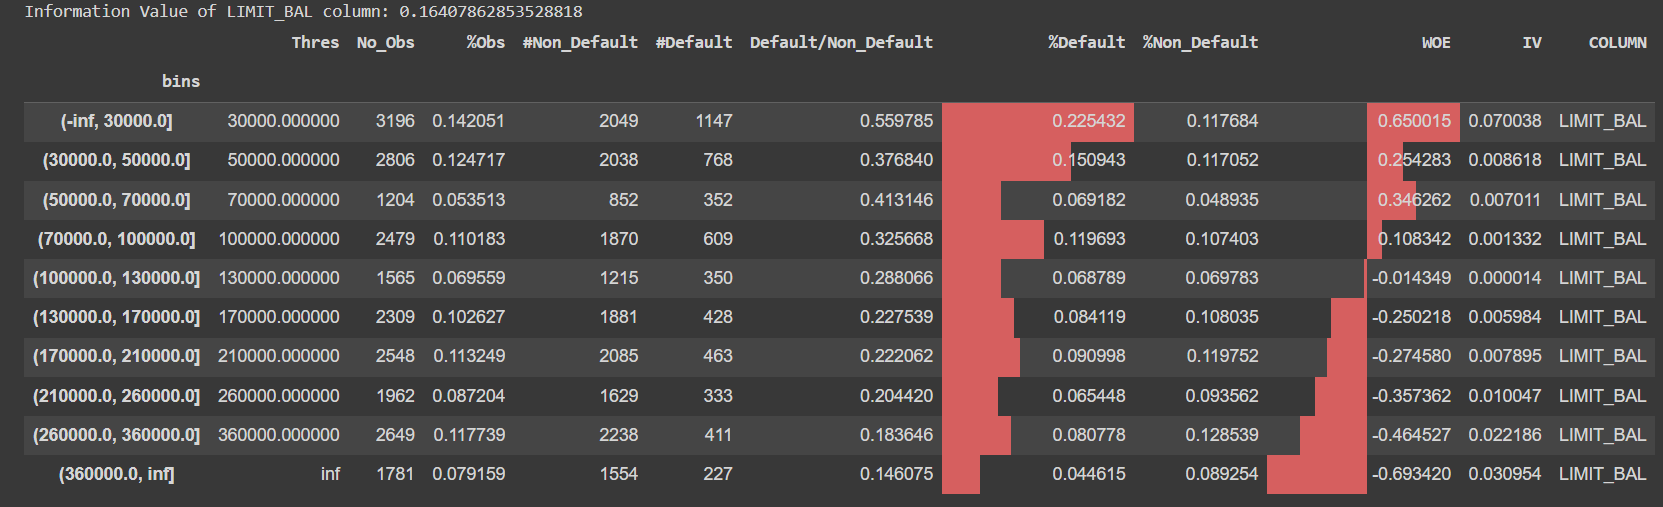 Information Value of LIMIT_BAL column: 0.16407862853528818
Thres No_Obs %Obs #Non_Default #Default Default/Non_Default %Default %Non_Default WOE IV COLUMN
bins
(-inf, 30000.0] 30000.000000 3196 0.142051 2049 1147 0.559785 0.225432 0.117684 0.650015 0.070038 LIMIT_BAL
(30000.0, 50000.0] 50000.000000 2806 0.124717 2038 768 0.376840 0.150943 0.117052 0.254283 0.008618 LIMIT_BAL
(50000.0, 70000.0] 70000.000000 1204 0.053513 852 352 0.413146 0.069182 0.048935 0.346262 0.007011 LIMIT_BAL
(70000.0, 100000.0] 100000.000000 2479 0.110183 1870 609 0.325668 0.119693 0.107403 0.108342 0.001332 LIMIT_BAL
(100000.0, 130000.0] 130000.000000 1565 0.069559 1215 350 0.288066 0.068789 0.069783 -0.014349 0.000014 LIMIT_BAL
(130000.0, 170000.0] 170000.000000 2309 0.102627 1881 428 0.227539 0.084119 0.108035 -0.250218 0.005984 LIMIT_BAL
(170000.0, 210000.0] 210000.000000 2548 0.113249 2085 463 0.222062 0.090998 0.119752 -0.274580 0.007895 LIMIT_BAL
(210000.0, 260000.0] 260000.000000 1962 0.087204 1629 333 0.204420 0.065448 0.093562 -0.357362 0.010047 LIMIT_BAL
(260000.0, 360000.0] 360000.000000 2649 0.117739 2238 411 0.183646 0.080778 0.128539 -0.464527 0.022186 LIMIT_BAL
(360000.0, inf] inf 1781 0.079159 1554 227 0.146075 0.044615 0.089254 -0.693420 0.030954 LIMIT_BAL